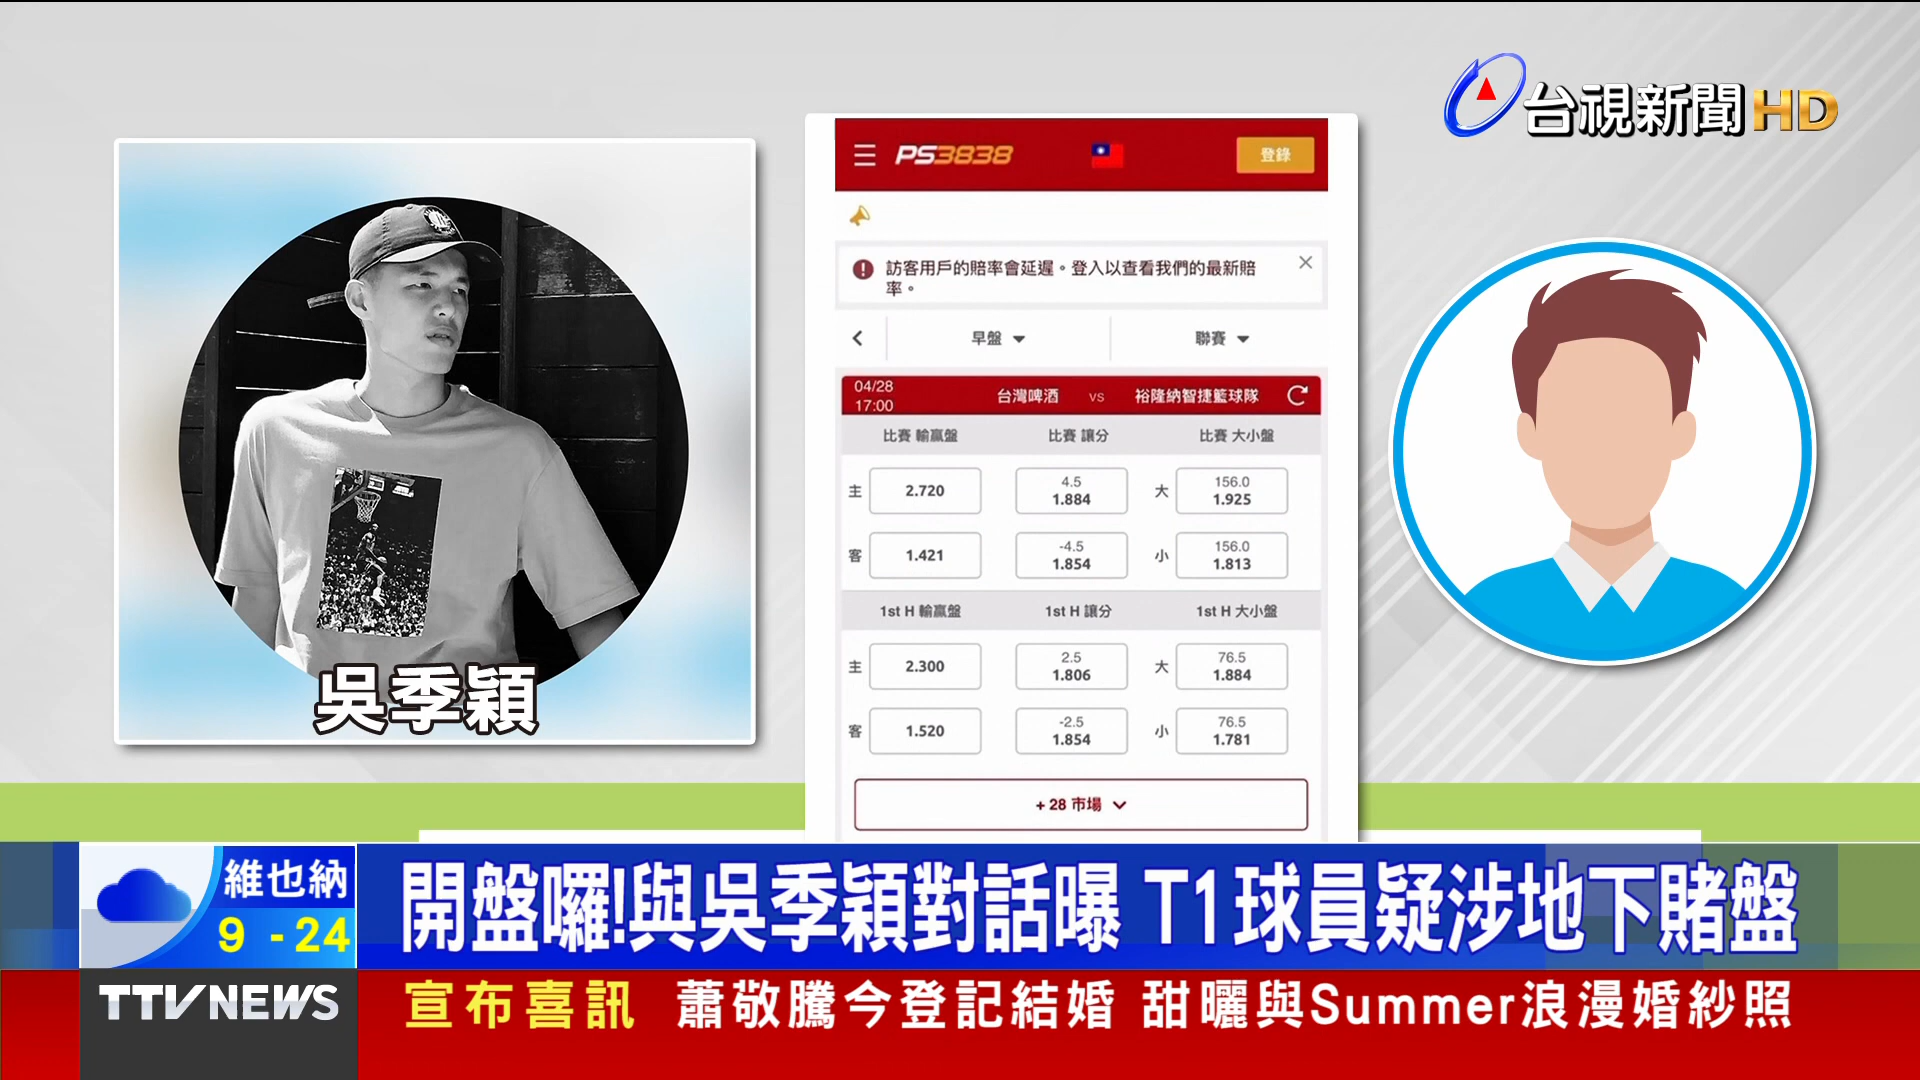 台視新聞HD
PS3838
登錄
訪客用戶的賠率會延遲。登入以查看我們的最新賠
率。
早盤
聯賽
04/28
17:00
台灣啤酒 vs 裕隆納智捷籃球隊
比賽 輸贏盤 比賽 讓分 比賽 大小盤
主 2.720 4.5 1.884 大 156.0 1.925
客 1.421 -4.5 1.854 小 156.0 1.813
1st H 輸贏盤 1st H 讓分 1st H 大小盤
主 2.300 2.5 1.806 大 76.5 1.884
客 1.520 -2.5 1.854 小 76.5 1.781
+ 28 市場
吳季穎
維也納
9 - 24
開盤囉!與吳季穎對話曝 T1球員疑涉地下賭盤
TTV NEWS
宣布喜訊 蕭敬騰今登記結婚 甜曬與Summer浪漫婚紗照